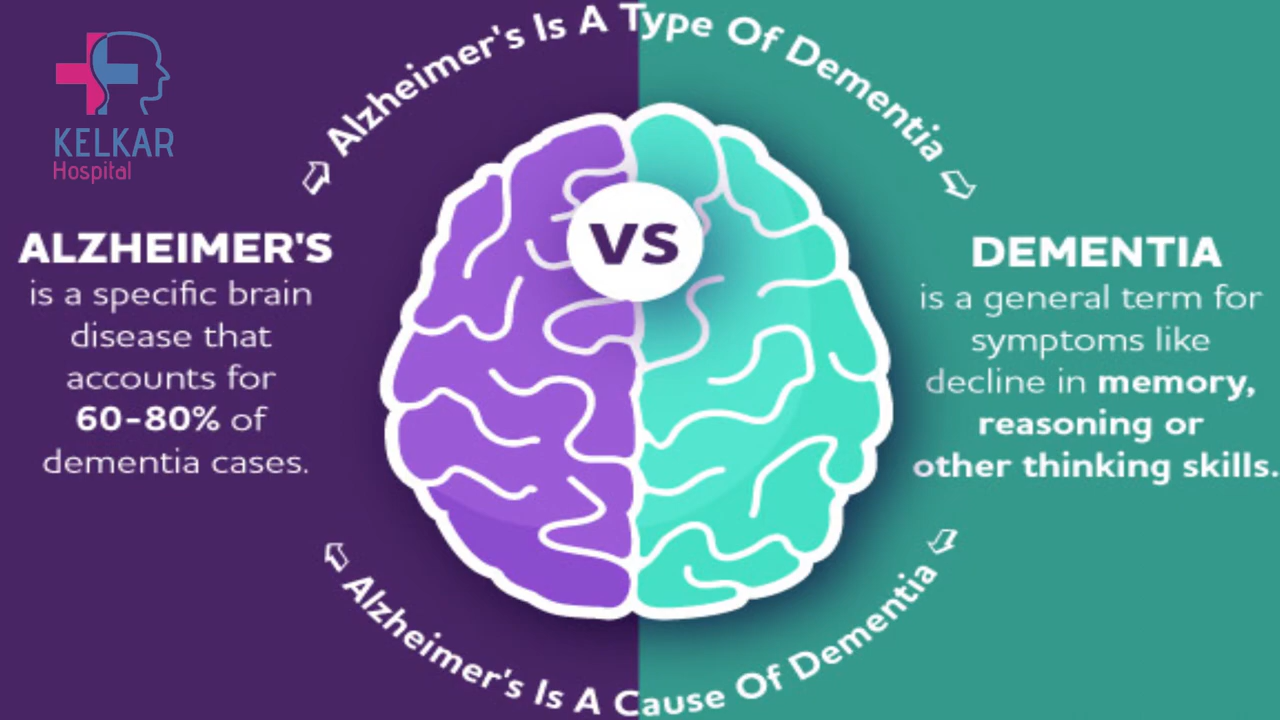 KELKAR
Hospital
Alzheimer's Is A Type Of Dementia
ALZHEIMER'S
is a specific brain
disease that
accounts for
60-80% of
dementia cases.
VS
DEMENTIA
is a general term for
symptoms like
decline in memory,
reasoning or
other thinking skills.
Alzheimer's Is A Cause Of Dementia